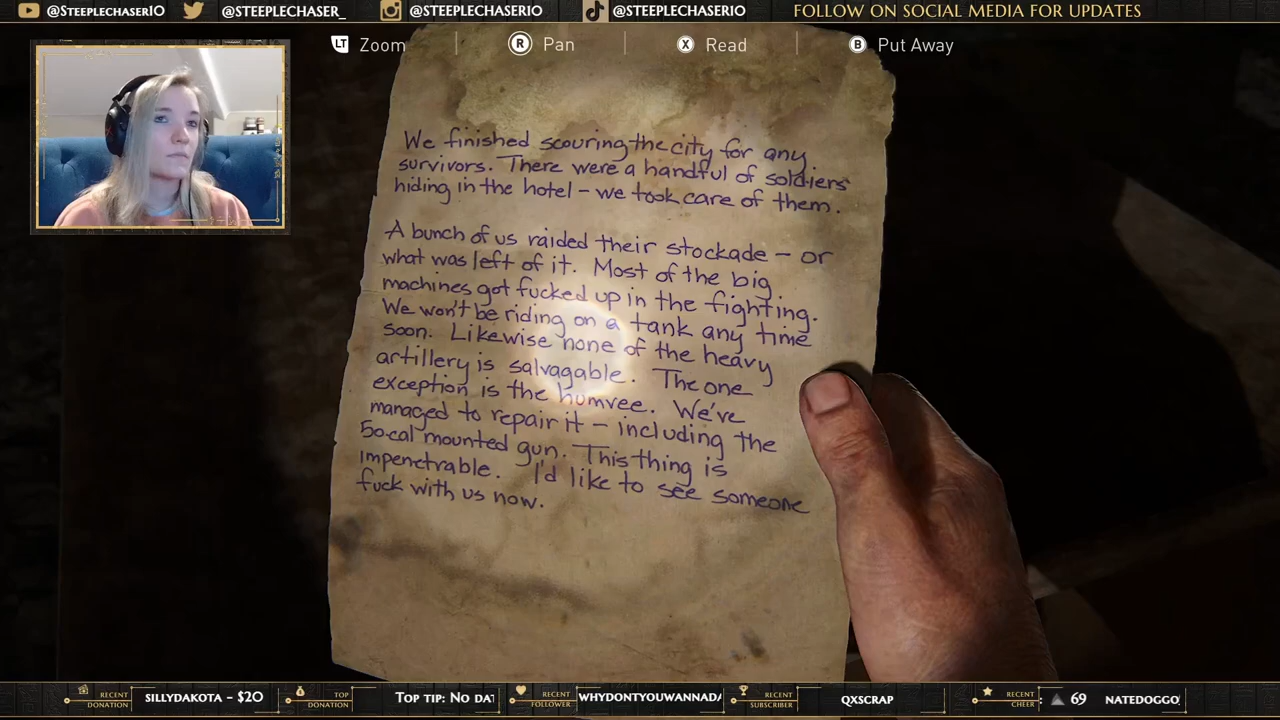 @STEEPLECHASER10 @STEEPLECHASER_ @STEEPLECHASER10 @STEEPLECHASER10 FOLLOW ON SOCIAL MEDIA FOR UPDATES
LT Zoom R Pan X Read B Put Away
We finished scouring the city for any
survivors. There were a handful of soldiers
hiding in the hotel - we took care of them.
A bunch of us raided their stockade - or
what was left of it. Most of the big
machines got fucked up in the fighting.
We won't be riding on a tank any time
soon. Likewise none of the heavy
artillery is salvagable. The one
exception is the humvee. We've
managed to repair it - including the
50-cal mounted gun. This thing is
impenetrable. I'd like to see someone
fuck with us now.
RECENT DONATION SILLYDAKOTA - $20 TOP DONATION TOP TIP: NO DA RECENT FOLLOWER WHYDONTYOUWANNADA RECENT SUBSCRIBER QXSCRAP RECENT CHEER : 69 NATEDOGGO